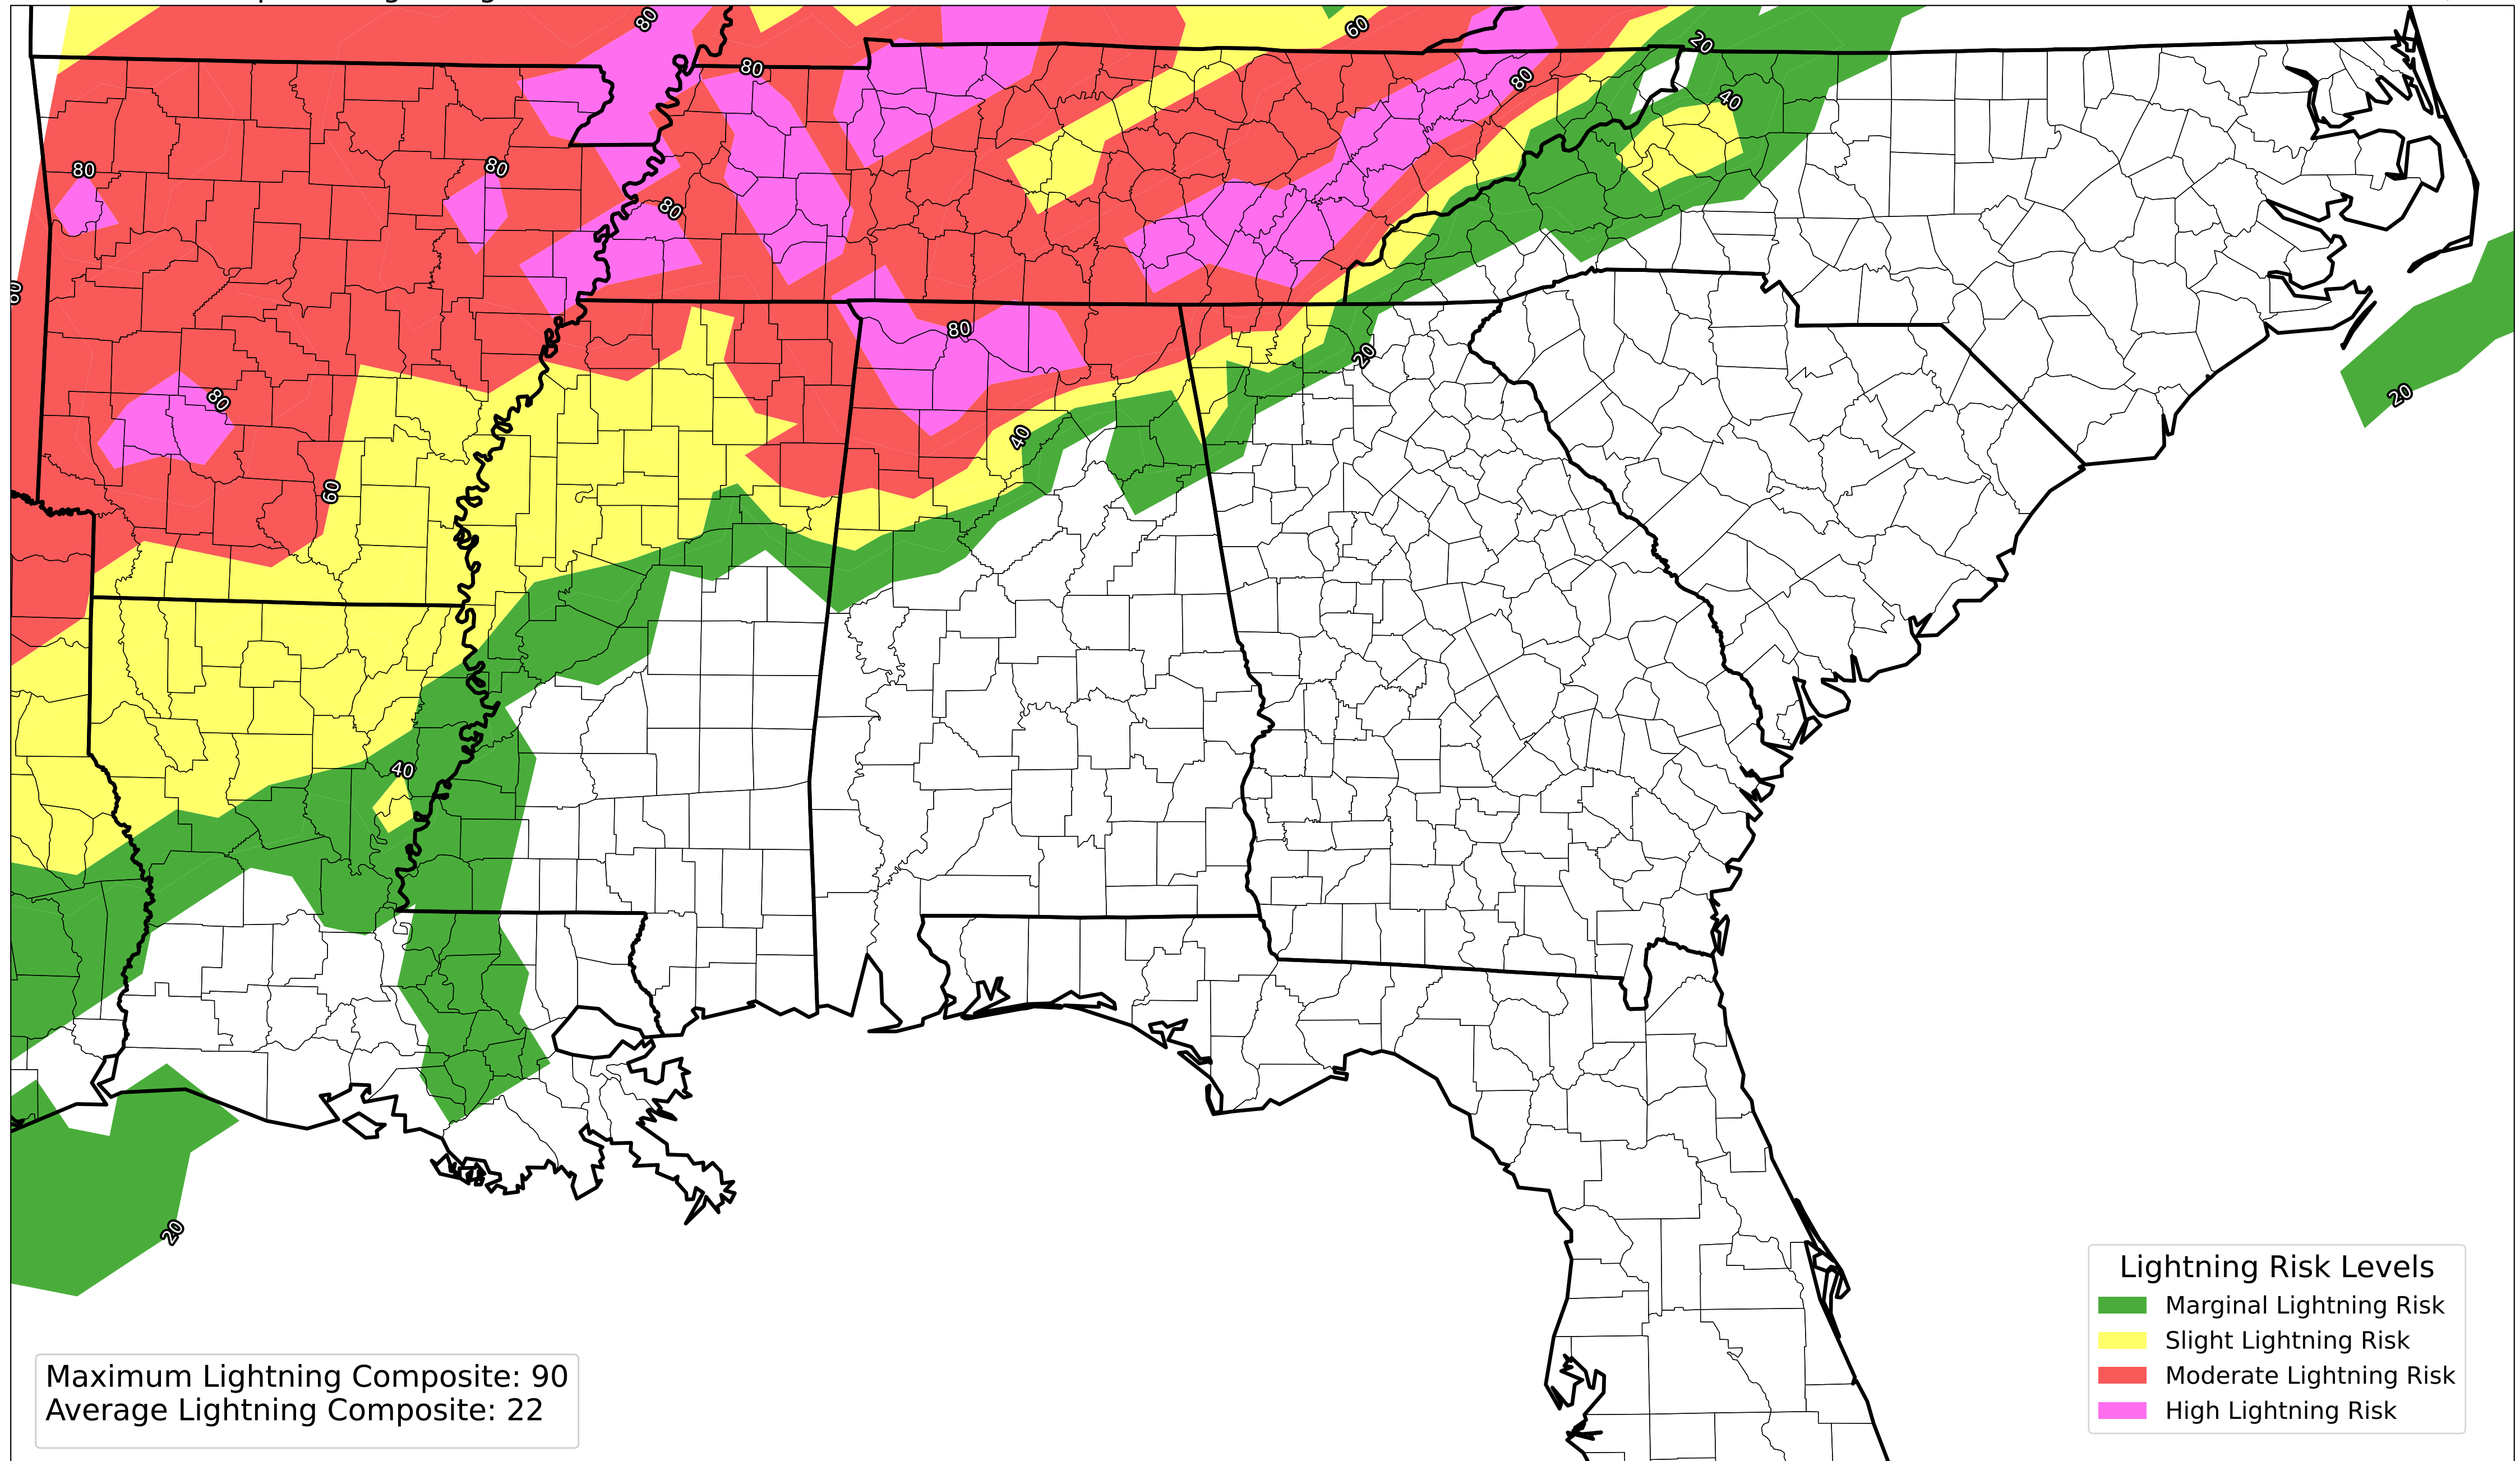 80
60
20
80
40
80
80
80
80
80
60
80
20
80
20
40
60
40
20
Lightning Risk Levels
Marginal Lightning Risk
Slight Lightning Risk
Moderate Lightning Risk
High Lightning Risk
Maximum Lightning Composite: 90
Average Lightning Composite: 22